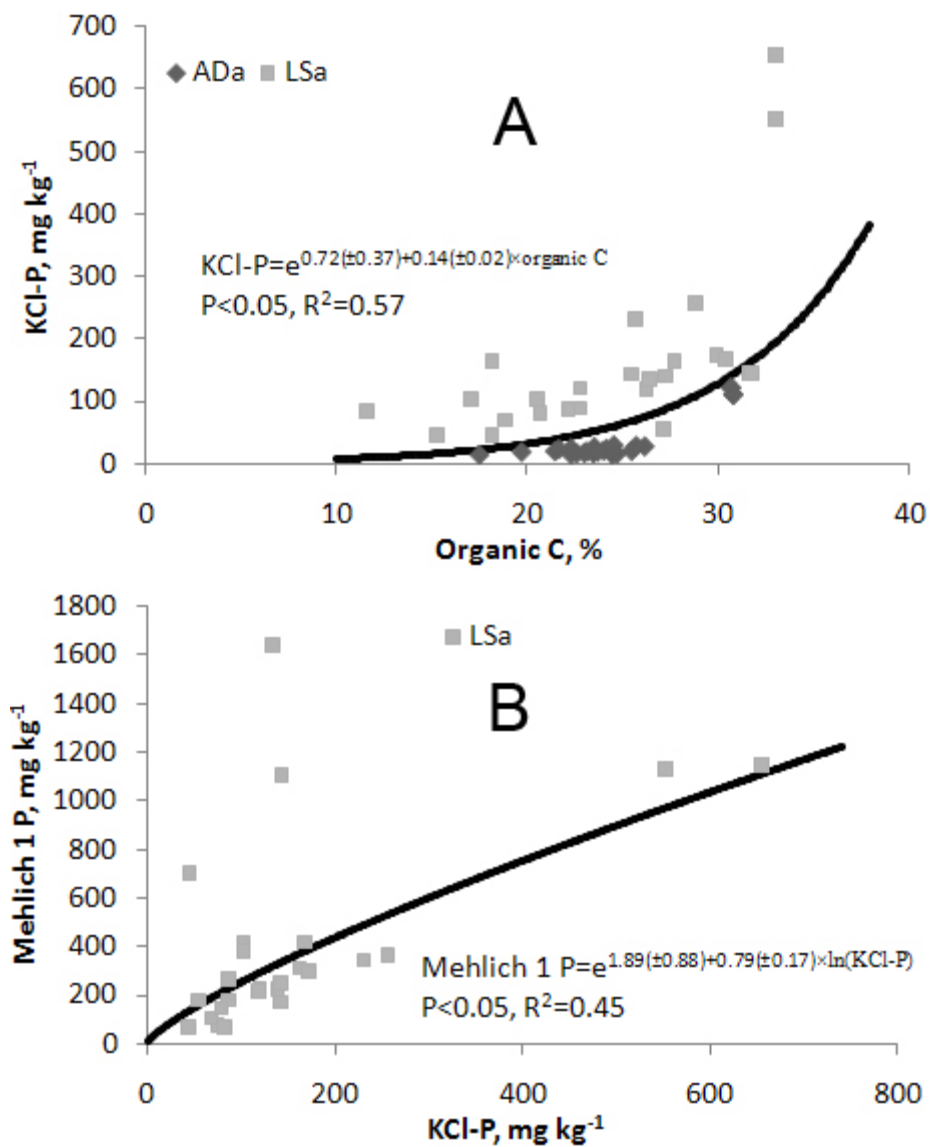 700
600
500
400
300
200
100
0
KCl-P, mg kg⁻¹
ADa LSa
A
KCl-P=e^0.72(±0.37)+0.14(±0.02)×organic C
P<0.05, R²=0.57
0 10 20 30 40
Organic C, %
1800
1600
1400
1200
1000
800
600
400
200
0
Mehlich 1 P, mg kg⁻¹
LSa
B
Mehlich 1 P=e^1.89(±0.88)+0.79(±0.17)×ln(KCl-P)
P<0.05, R²=0.45
0 200 400 600 800
KCl-P, mg kg⁻¹